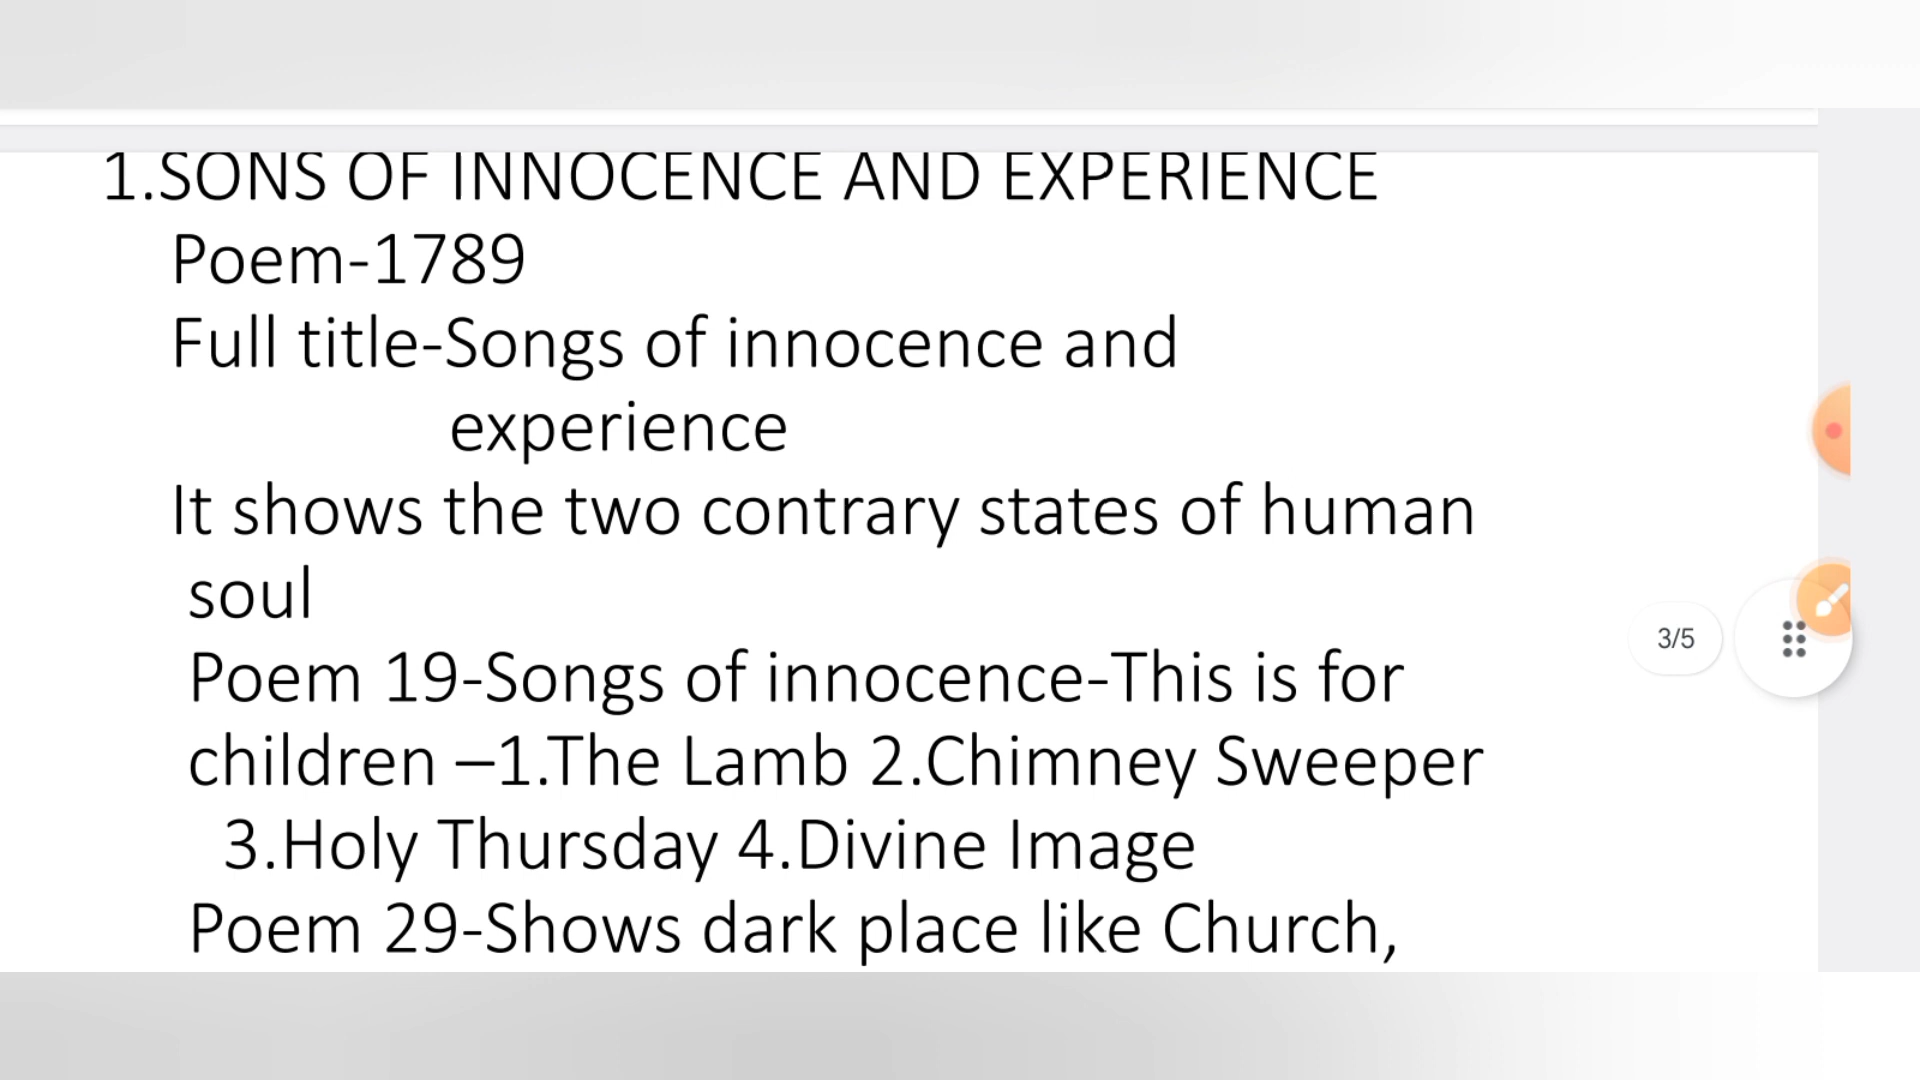 1.SONS OF INNOCENCE AND EXPERIENCE
Poem-1789
Full title-Songs of innocence and
experience
It shows the two contrary states of human
soul
Poem 19-Songs of innocence-This is for
children –1.The Lamb 2.Chimney Sweeper
3.Holy Thursday 4.Divine Image
Poem 29-Shows dark place like Church,
3/5